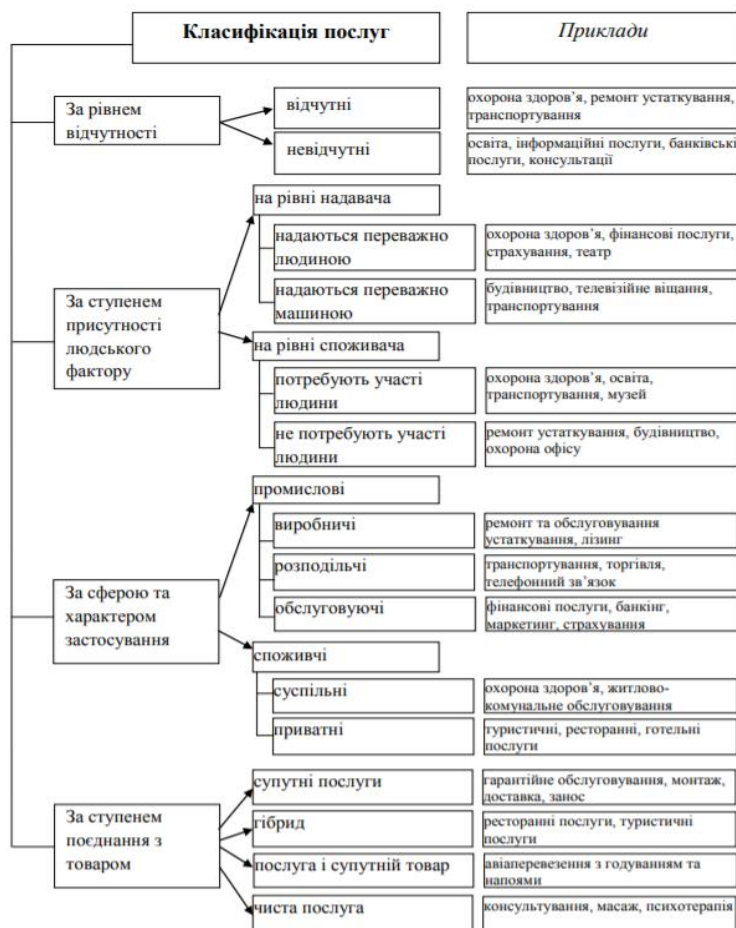 Класифікація послуг
Приклади
За рівнем
відчутності
відчутні
охорона здоров’я, ремонт устаткування,
транспортування
невідчутні
освіта, інформаційні послуги, банківські
послуги, консультації
За ступенем
присутності
людського
фактору
на рівні надавача
надаються переважно
людиною
охорона здоров’я, фінансові послуги,
страхування, театр
надаються переважно
машиною
будівництво, телевізійне віщання,
транспортування
на рівні споживача
потребують участі
людини
охорона здоров’я, освіта,
транспортування, музей
не потребують участі
людини
ремонт устаткування, будівництво,
охорона офісу
За сферою та
характером
застосування
промислові
виробничі
ремонт та обслуговування
устаткування, лізинг
розподільчі
транспортування, торгівля,
телефонний зв’язок
обслуговуючі
фінансові послуги, банкінг,
маркетинг, страхування
споживчі
суспільні
охорона здоров’я, житлово-
комунальне обслуговування
приватні
туристичні, ресторанні, готельні
послуги
За ступенем
поєднання з
товаром
супутні послуги
гарантійне обслуговування, монтаж,
доставка, занос
гібрид
ресторанні послуги, туристичні
послуги
послуга і супутній товар
авіаперевезення з годуванням та
напоями
чиста послуга
консультування, масаж, психотерапія